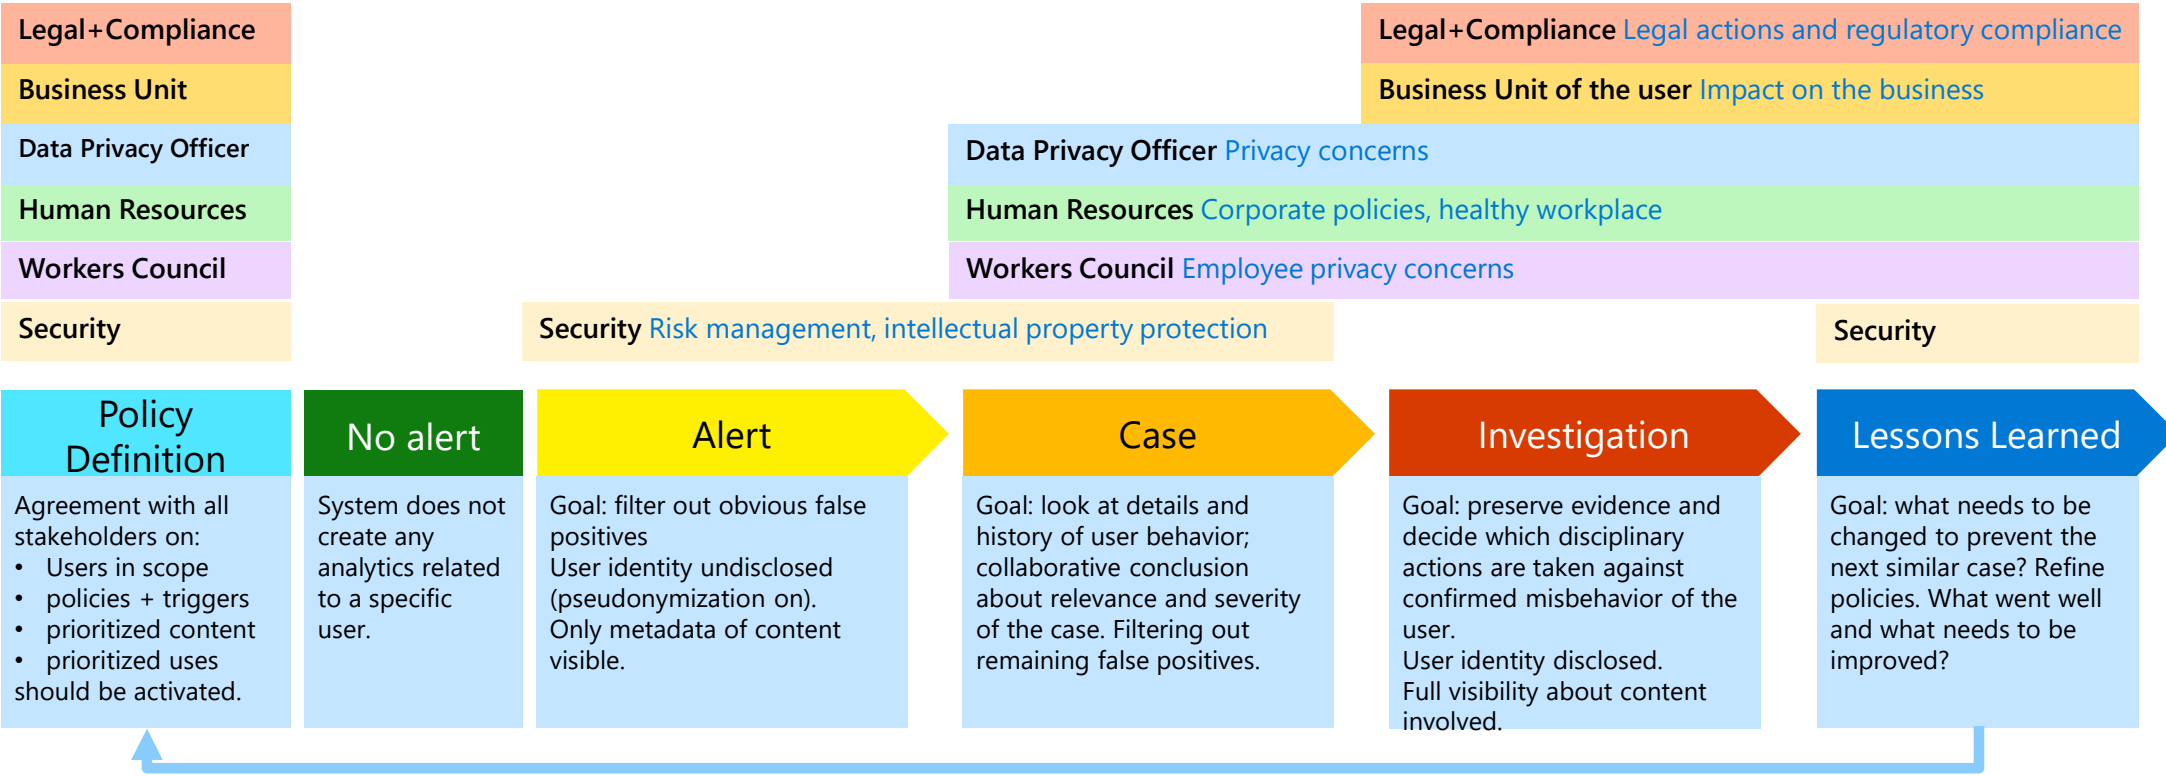 Legal+Compliance
Legal+Compliance Legal actions and regulatory compliance
Business Unit
Business Unit of the user Impact on the business
Data Privacy Officer
Data Privacy Officer Privacy concerns
Human Resources
Human Resources Corporate policies, healthy workplace
Workers Council
Workers Council Employee privacy concerns
Security
Security Risk management, intellectual property protection
Security
Policy
Definition
Agreement with all
stakeholders on:
• Users in scope
• policies + triggers
• prioritized content
• prioritized uses
should be activated.
No alert
System does not
create any
analytics related
to a specific
user.
Alert
Goal: filter out obvious false
positives
User identity undisclosed
(pseudonymization on).
Only metadata of content
visible.
Case
Goal: look at details and
history of user behavior;
collaborative conclusion
about relevance and severity
of the case. Filtering out
remaining false positives.
Investigation
Goal: preserve evidence and
decide which disciplinary
actions are taken against
confirmed misbehavior of the
user.
User identity disclosed.
Full visibility about content
involved.
Lessons Learned
Goal: what needs to be
changed to prevent the
next similar case? Refine
policies. What went well
and what needs to be
improved?